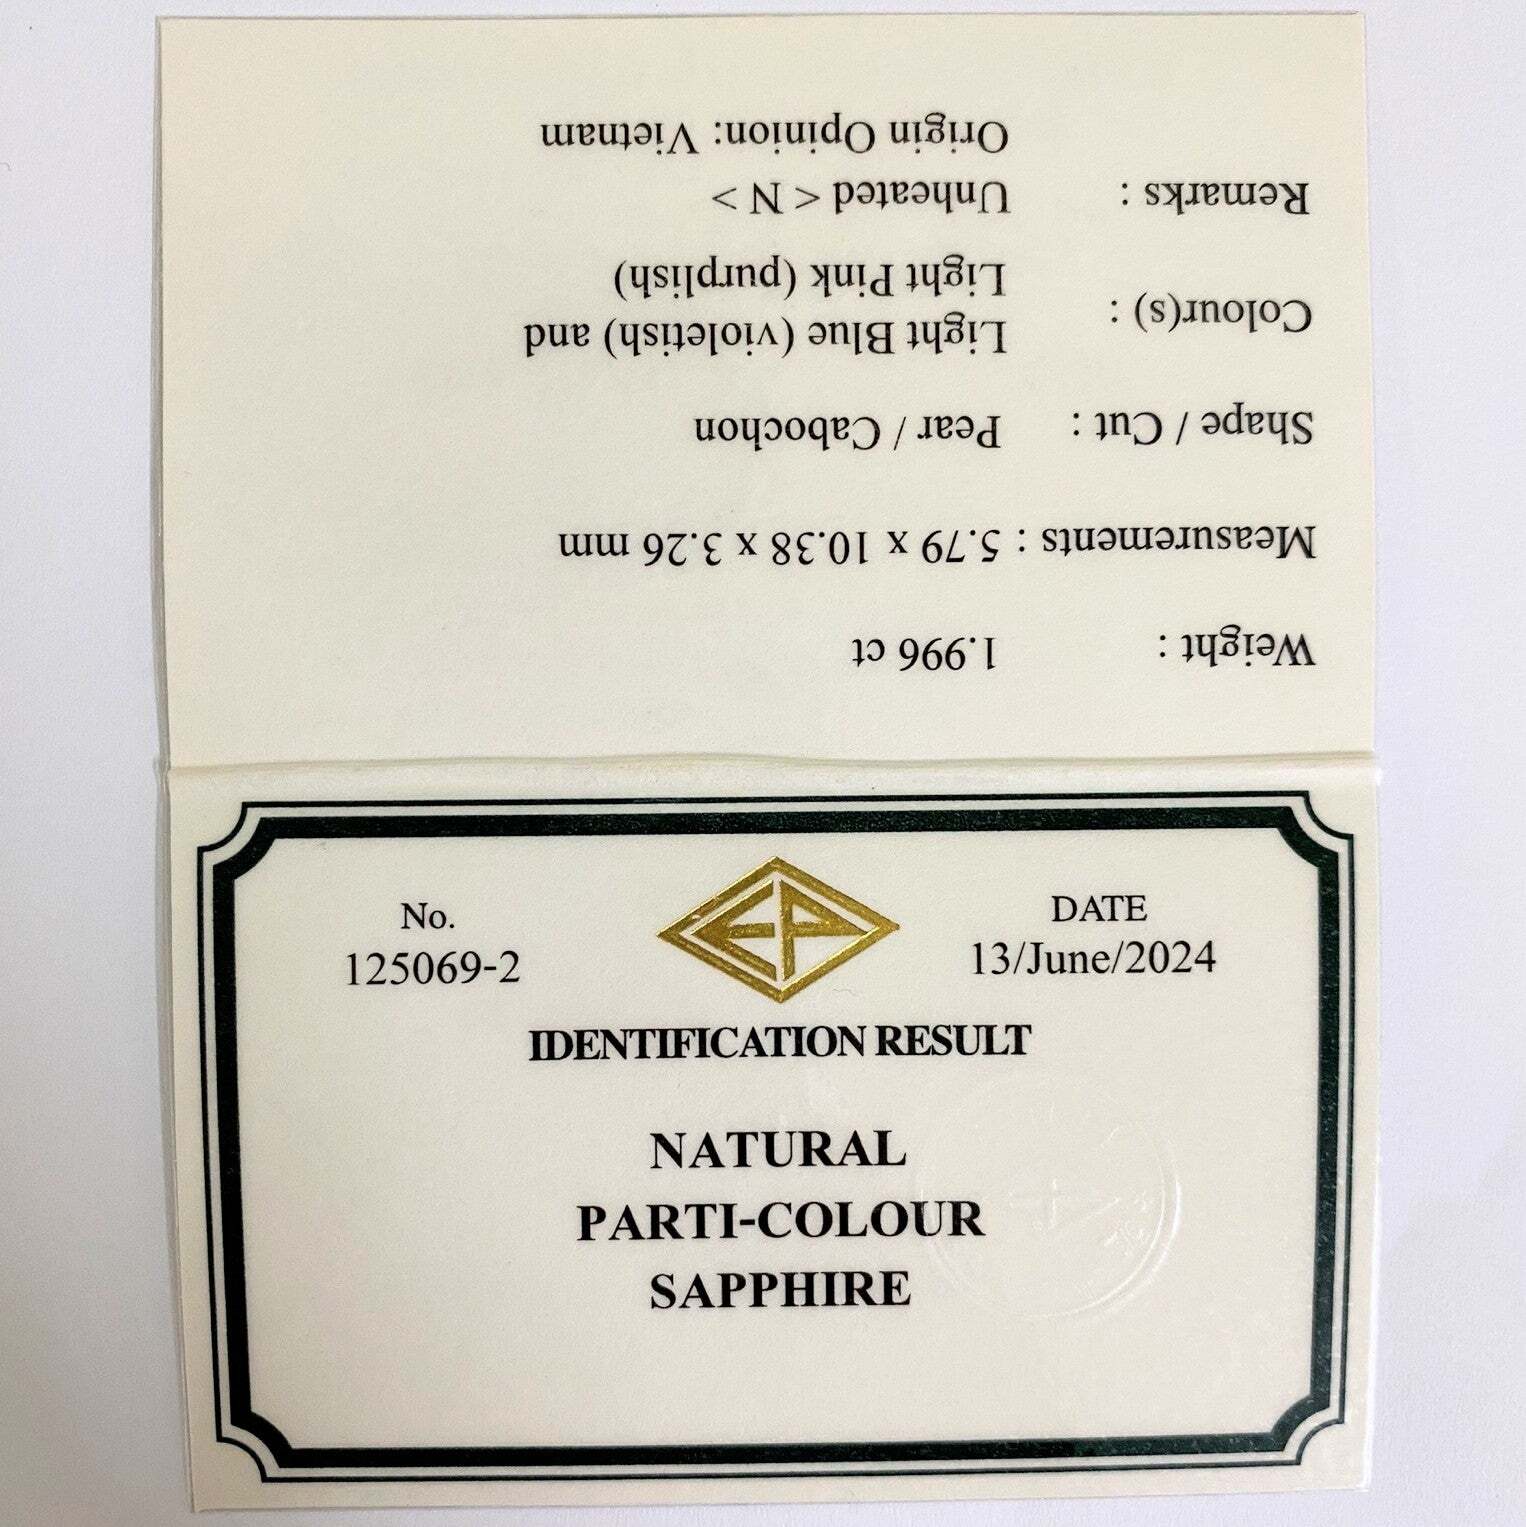 No.
125069-2
EP
DATE
13/June/2024
IDENTIFICATION RESULT
NATURAL
PARTI-COLOUR
SAPPHIRE
Weight : 1.996 ct
Measurements : 5.79 x 10.38 x 3.26 mm
Shape / Cut : Pear / Cabochon
Colour(s) : Light Blue (violetish) and
Light Pink (purplish)
Remarks : Unheated < N >
Origin Opinion: Vietnam